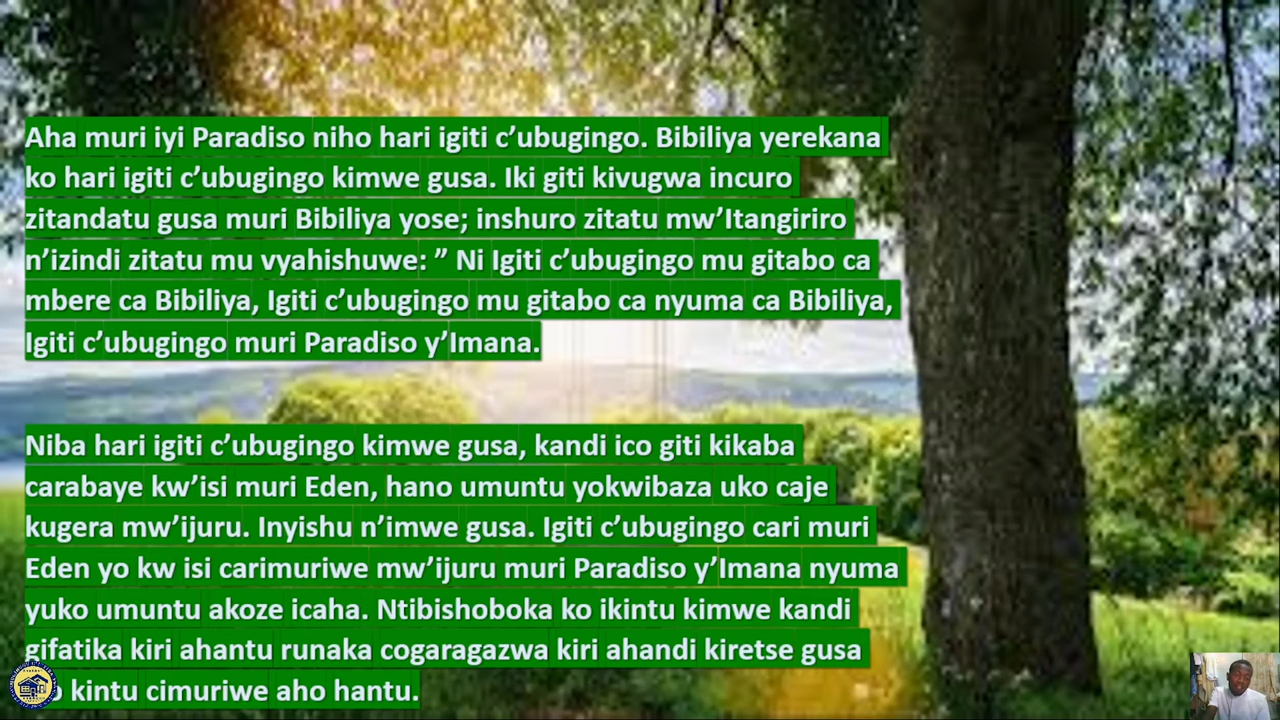 Aha muri iyi Paradiso niho hari igiti c’ubugingo. Bibiliya yerekana
ko hari igiti c’ubugingo kimwe gusa. Iki giti kivugwa incuro
zitandatu gusa muri Bibiliya yose; inshuro zitatu mw’Itangiriro
n’izindi zitatu mu vyahishuwe: ” Ni Igiti c’ubugingo mu gitabo ca
mbere ca Bibiliya, Igiti c’ubugingo mu gitabo ca nyuma ca Bibiliya,
Igiti c’ubugingo muri Paradiso y’Imana.
Niba hari igiti c’ubugingo kimwe gusa, kandi ico giti kikaba
carabaye kw’isi muri Eden, hano umuntu yokwibaza uko caje
kugera mw’ijuru. Inyishu n’imwe gusa. Igiti c’ubugingo cari muri
Eden yo kw isi carimuriwe mw’ijuru muri Paradiso y’Imana nyuma
yuko umuntu akoze icaha. Ntibishoboka ko ikintu kimwe kandi
gifatika kiri ahantu runaka cogaragazwa kiri ahandi kiretse gusa
kintu cimuriwe aho hantu.